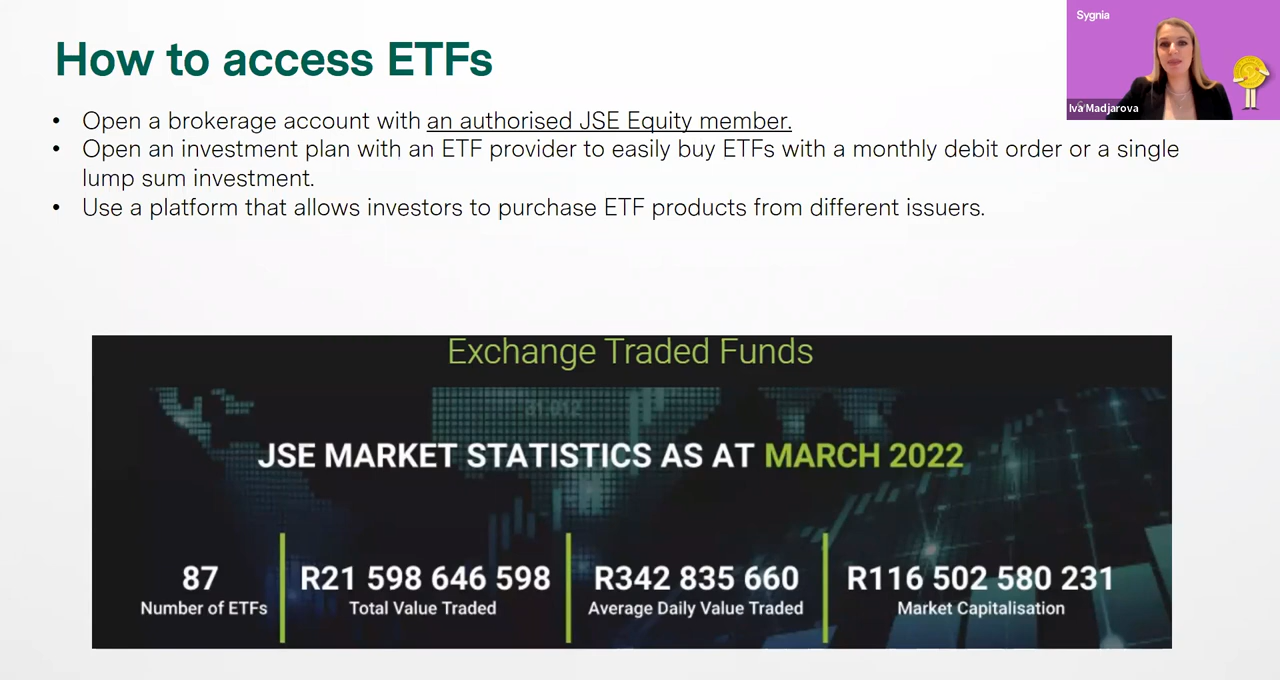 How to access ETFs
Sygnia
Iva Madjarova
• Open a brokerage account with an authorised JSE Equity member.
• Open an investment plan with an ETF provider to easily buy ETFs with a monthly debit order or a single
lump sum investment.
• Use a platform that allows investors to purchase ETF products from different issuers.
Exchange Traded Funds
JSE MARKET STATISTICS AS AT MARCH 2022
87
Number of ETFs
R21 598 646 598
Total Value Traded
R342 835 660
Average Daily Value Traded
R116 502 580 231
Market Capitalisation